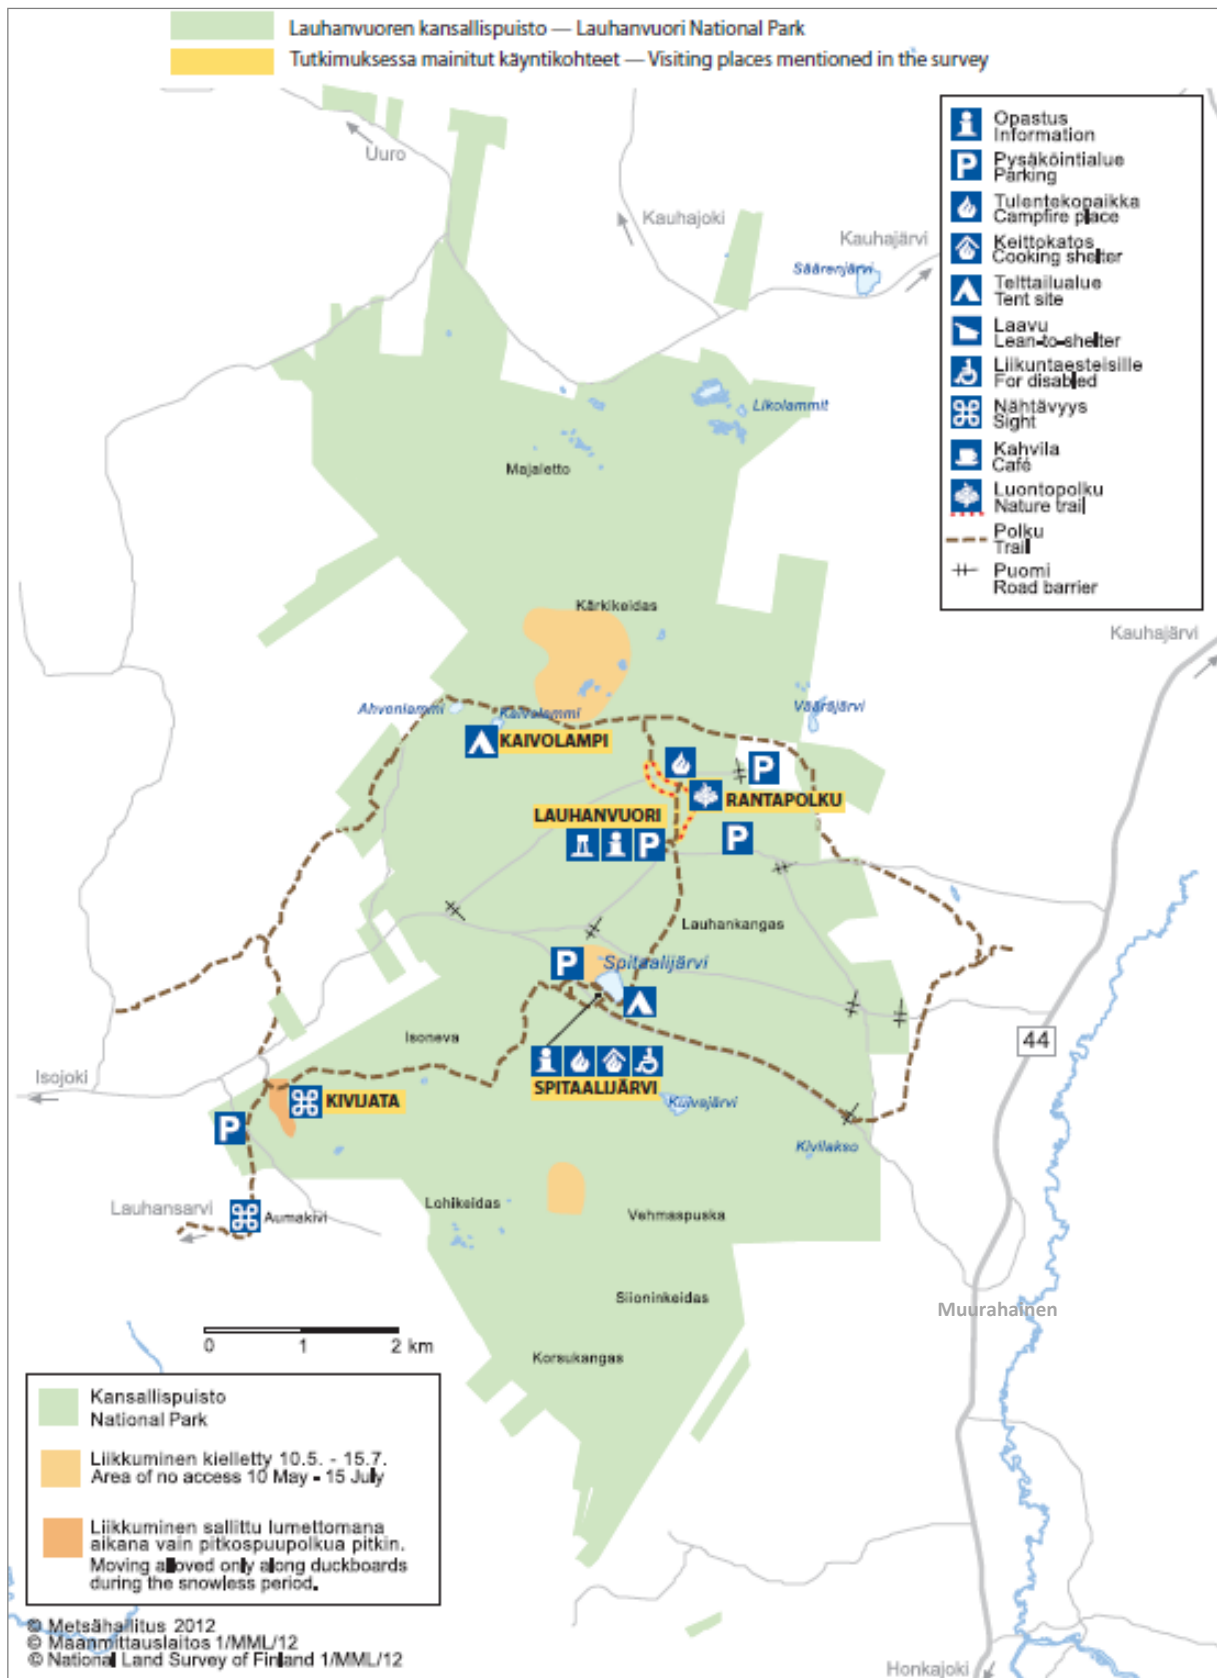 Lauhanvuoren kansallispuisto — Lauhanvuori National Park
Tutkimuksessa mainitut käyntikohteet — Visiting places mentioned in the survey
Opastus
Information
Pysäköintialue
Parking
Tulentekopaikka
Campfire place
Keittokatos
Cooking shelter
Telttailualue
Tent site
Laavu
Lean-to-shelter
Liikuntaesteisille
For disabled
Nähtävyys
Sight
Kahvila
Café
Luontopolku
Nature trail
Polku
Trail
Puomi
Road barrier
Uuro
Kauhajoki
Kauhajärvi
Säärenjärvi
Likolammit
Majaletto
Kärkikeidas
Kauhajärvi
Ahvenlammi
Kaivolammi
Vääräjärvi
KAIVOLAMPI
P
RANTAPOLKU
LAUHANVUORI
P
P
Lauhankangas
P
Spitaalijärvi
Isoneva
44
Isojoki
SPITAALIJÄRVI
KIVIJATA
Kuivajärvi
P
Kivilakso
Lauhansarvi
Aumakivi
Lohikeidas
Vehmaspuska
Siioninkeidas
Muurahainen
0 1 2 km
Korsukangas
Kansallispuisto
National Park
Liikkuminen kielletty 10.5. - 15.7.
Area of no access 10 May - 15 July
Liikkuminen sallittu lumettomana
aikana vain pitkospuupolkua pitkin.
Moving alloved only along duckboards
during the snowless period.
© Metsähallitus 2012
© Maanmittauslaitos 1/MML/12
© National Land Survey of Finland 1/MML/12
Honkajoki